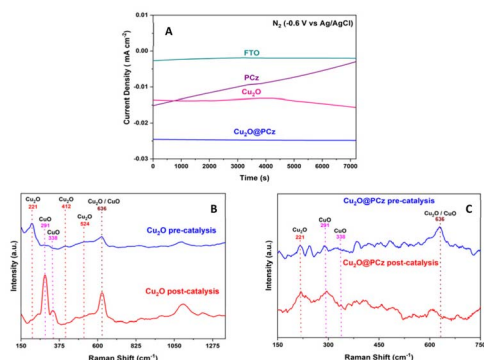 N₂ (-0.6 V vs Ag/AgCl)
A
0.00
-0.01
-0.02
-0.03
-0.04
Current Density ( mA cm⁻²)
FTO
PCz
Cu₂O
Cu₂O@PCz
0 1000 2000 3000 4000 5000 6000 7000
Time (s)
B
Cu₂O
221
CuO
291
CuO
338
Cu₂O
412
Cu₂O
524
Cu₂O / CuO
636
Cu₂O pre-catalysis
Cu₂O post-catalysis
Intensity (a.u.)
150 375 600 825 1050 1275
Raman Shift (cm⁻¹)
C
Cu₂O@PCz pre-catalysis
Cu₂O
221
CuO
291
CuO
338
Cu₂O / CuO
636
Cu₂O@PCz post-catalysis
Intensity (a.u.)
150 300 450 600 750
Raman Shift (cm⁻¹)